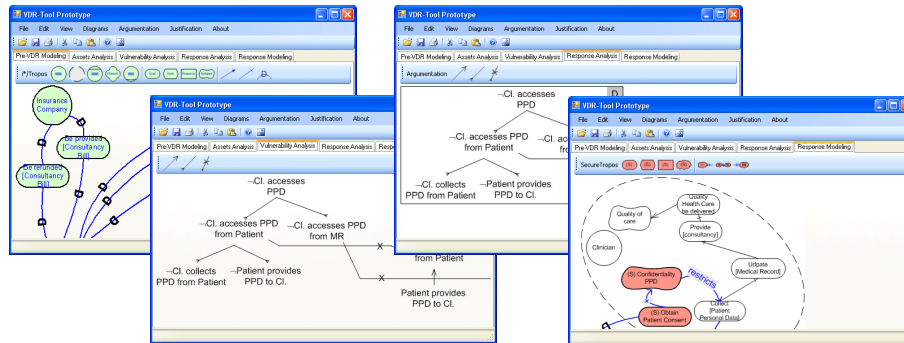 VDR-Tool Prototype
File Edit View Diagrams Argumentation Justification About
Pre-VDR Modeling Assets Analysis Vulnerability Analysis Response Analysis Response Modeling
i*/Tropos
Insurance
Company
Be provided
[Consultancy
Bill]
Be refunded
[Consultancy
Bill]
D
D
D
D
D
VDR-Tool Prototype
File Edit View Diagrams Argumentation Justification About
Pre-VDR Modeling Assets Analysis Vulnerability Analysis Response Analysis Resp
¬Cl. accesses
PPD
¬Cl. accesses PPD
from Patient
¬Cl. accesses PPD
from MR
¬Cl. collects
PPD from Patient
¬Patient provides
PPD to Cl.
X
X
from Patient
Patient provides
PPD to Cl.
VDR-Tool Prototype
File Edit View Diagrams Argumentation Justification About
Pre-VDR Modeling Assets Analysis Vulnerability Analysis Response Analysis Response Modeling
Argumentation
¬Cl. accesses
PPD
D
¬Cl. accesses PPD
from Patient
¬Cl. ac
fro
¬Cl. collects
PPD from Patient
¬Patient provides
PPD to Cl.
VDR-Tool Prototype
File Edit View Diagrams Argumentation Justification About
Pre-VDR Modeling Assets Analysis Vulnerability Analysis Response Analysis Response Modeling
SecureTropos (S) (S) (S) (S)
Quality
Health Care
be delivered
Quality of
care
Clinician
Provide
[consultancy]
Udpate
[Medical Record]
(S) Confidentiality
PPD
restricts
(S) Obtain
Patient Consent
Collect
[Patient
Personal Data]